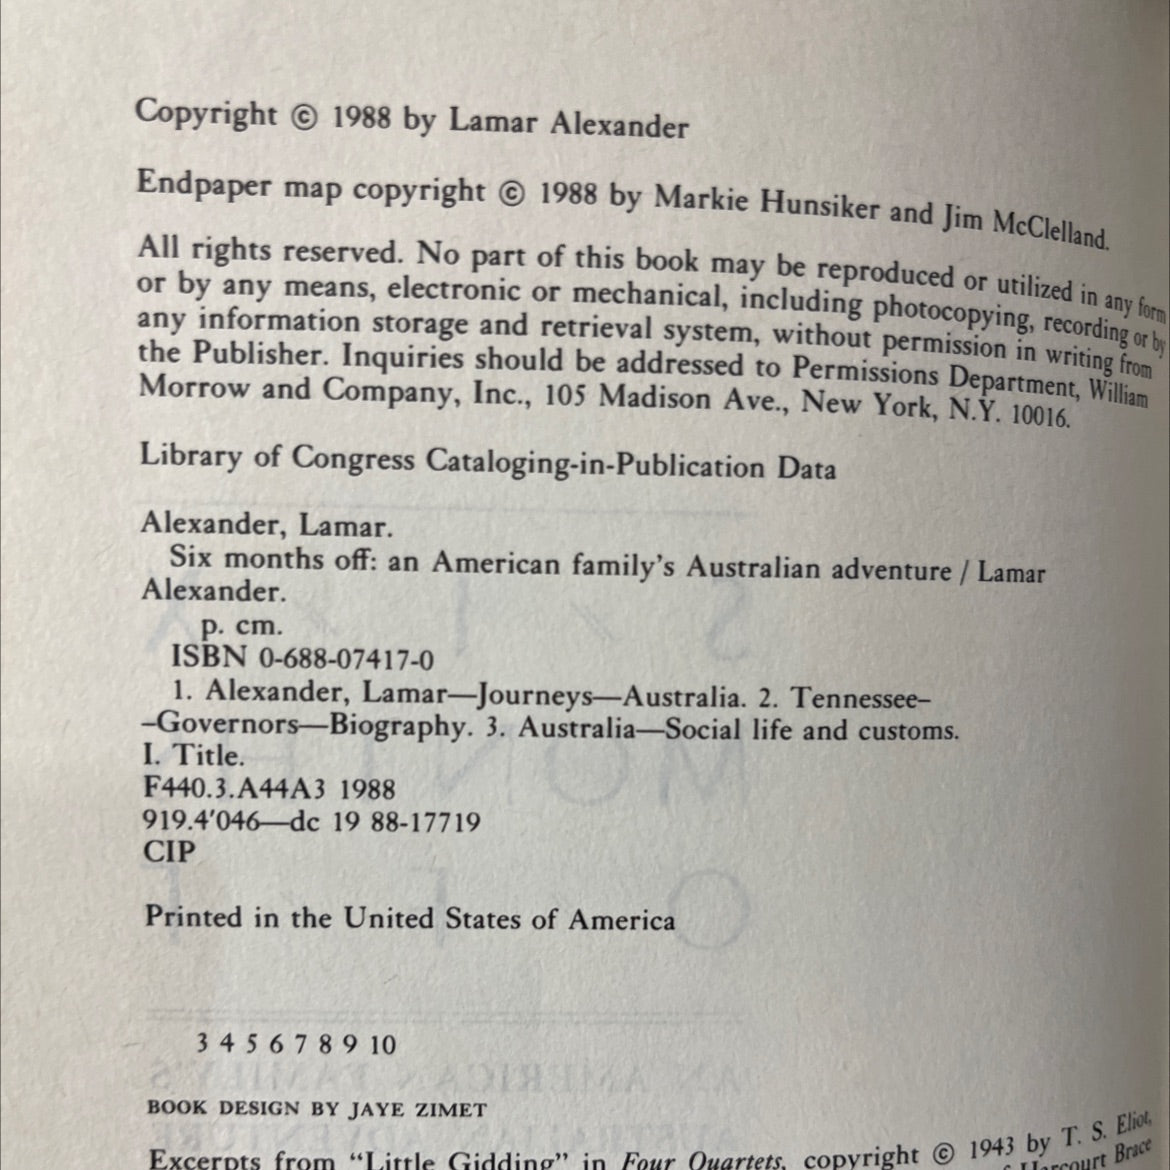 Copyright © 1988 by Lamar Alexander
Endpaper map copyright © 1988 by Markie Hunsiker and Jim McClelland.
All rights reserved. No part of this book may be reproduced or utilized in any form
or by any means, electronic or mechanical, including photocopying, recording or by
any information storage and retrieval system, without permission in writing from
the Publisher. Inquiries should be addressed to Permissions Department, William
Morrow and Company, Inc., 105 Madison Ave., New York, N.Y. 10016.
Library of Congress Cataloging-in-Publication Data
Alexander, Lamar.
Six months off: an American family's Australian adventure / Lamar
Alexander.
p. cm.
ISBN 0-688-07417-0
1. Alexander, Lamar—Journeys—Australia. 2. Tennessee–
–Governors—Biography. 3. Australia—Social life and customs.
I. Title.
F440.3.A44A3 1988
919.4′046—dc 19 88-17719
CIP
Printed in the United States of America
3 4 5 6 7 8 9 10
BOOK DESIGN BY JAYE ZIMET
Excerpts from "Little Gidding" in Four Quartets, copyright © 1943 by T. S. Eliot,
Harcourt Brace